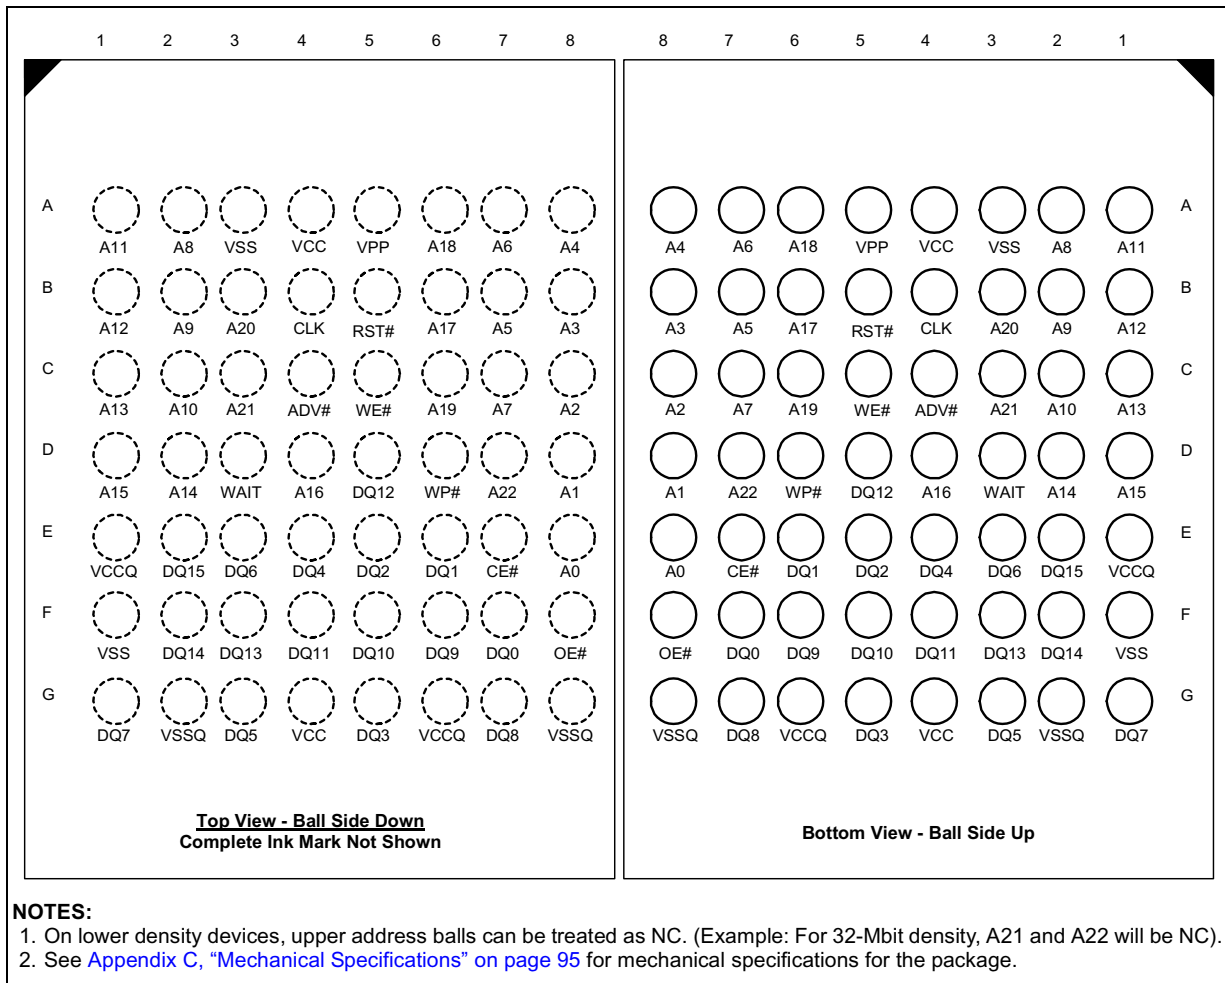 1 2 3 4 5 6 7 8 8 7 6 5 4 3 2 1
A A
A11 A8 VSS VCC VPP A18 A6 A4 A4 A6 A18 VPP VCC VSS A8 A11
B B
A12 A9 A20 CLK RST# A17 A5 A3 A3 A5 A17 RST# CLK A20 A9 A12
C C
A13 A10 A21 ADV# WE# A19 A7 A2 A2 A7 A19 WE# ADV# A21 A10 A13
D D
A15 A14 WAIT A16 DQ12 WP# A22 A1 A1 A22 WP# DQ12 A16 WAIT A14 A15
E E
VCCQ DQ15 DQ6 DQ4 DQ2 DQ1 CE# A0 A0 CE# DQ1 DQ2 DQ4 DQ6 DQ15 VCCQ
F F
VSS DQ14 DQ13 DQ11 DQ10 DQ9 DQ0 OE# OE# DQ0 DQ9 DQ10 DQ11 DQ13 DQ14 VSS
G G
DQ7 VSSQ DQ5 VCC DQ3 VCCQ DQ8 VSSQ VSSQ DQ8 VCCQ DQ3 VCC DQ5 VSSQ DQ7
Top View - Ball Side Down
Complete Ink Mark Not Shown
Bottom View - Ball Side Up
NOTES:
1. On lower density devices, upper address balls can be treated as NC. (Example: For 32-Mbit density, A21 and A22 will be NC).
2. See Appendix C, “Mechanical Specifications” on page 95 for mechanical specifications for the package.